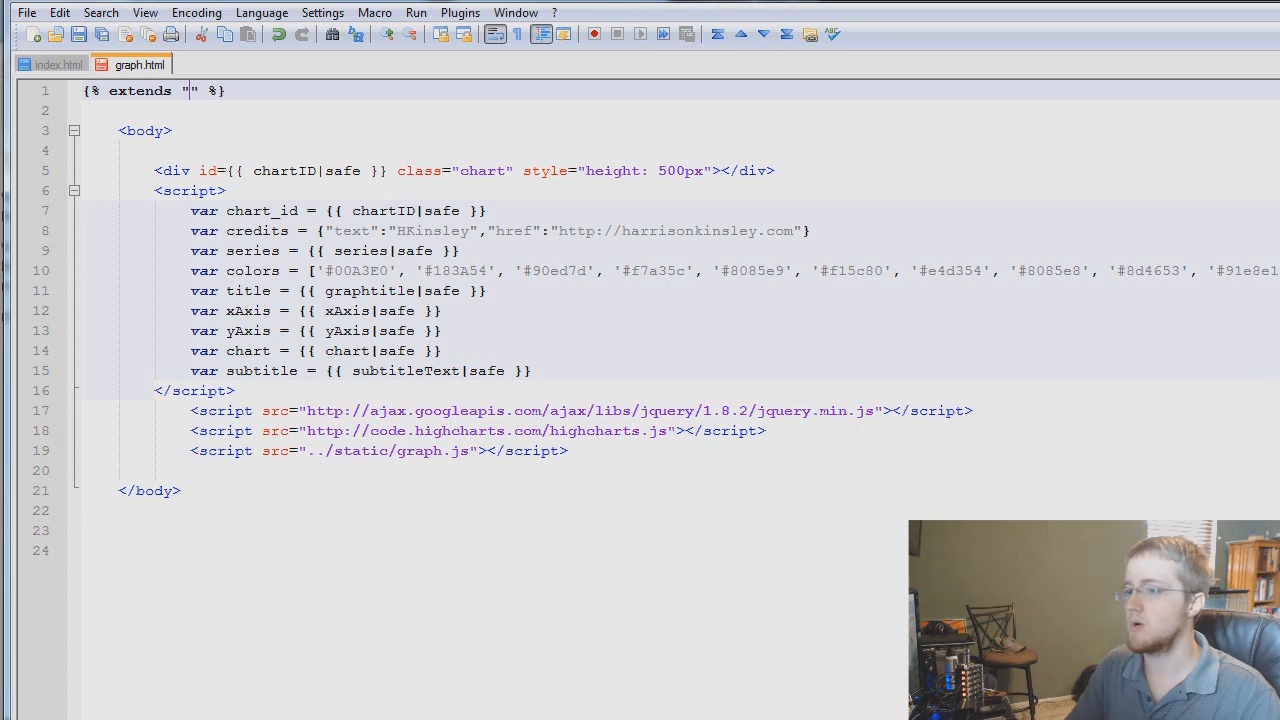 File Edit Search View Encoding Language Settings Macro Run Plugins Window ?
index.html graph.html
1 {% extends "" %}
2
3 <body>
4
5 <div id={{ chartID|safe }} class="chart" style="height: 500px"></div>
6 <script>
7 var chart_id = {{ chartID|safe }}
8 var credits = {"text":"HKinsley","href":"http://harrisonkinsley.com"}
9 var series = {{ series|safe }}
10 var colors = ['#00A3E0', '#183A54', '#90ed7d', '#f7a35c', '#8085e9', '#f15c80', '#e4d354', '#8085e8', '#8d4653', '#91e8e1
11 var title = {{ graphtitle|safe }}
12 var xAxis = {{ xAxis|safe }}
13 var yAxis = {{ yAxis|safe }}
14 var chart = {{ chart|safe }}
15 var subtitle = {{ subtitleText|safe }}
16 </script>
17 <script src="http://ajax.googleapis.com/ajax/libs/jquery/1.8.2/jquery.min.js"></script>
18 <script src="http://code.highcharts.com/highcharts.js"></script>
19 <script src="../static/graph.js"></script>
20
21 </body>
22
23
24